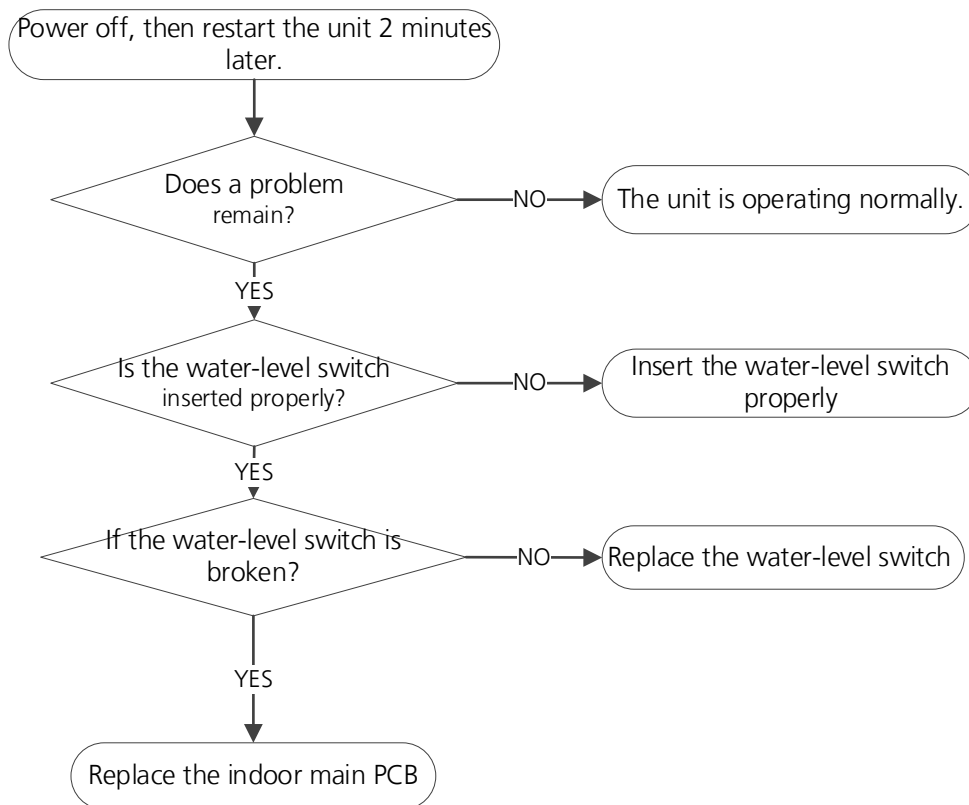 Power off, then restart the unit 2 minutes
later.
Does a problem
remain?
NO
The unit is operating normally.
YES
Is the water-level switch
inserted properly?
NO
Insert the water-level switch
properly
YES
If the water-level switch is
broken?
NO
Replace the water-level switch
YES
Replace the indoor main PCB